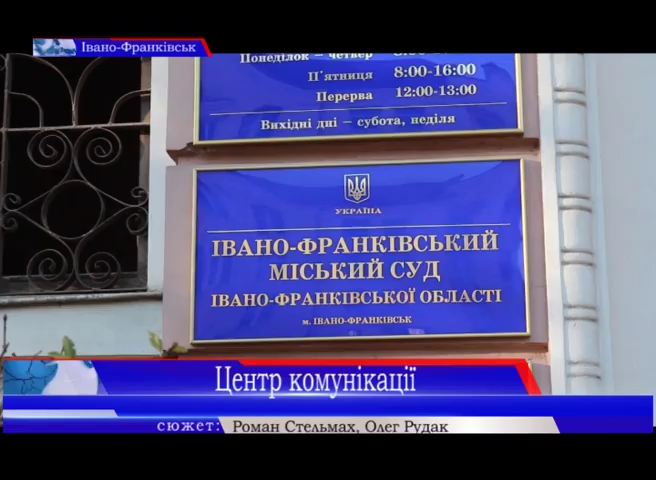 Івано-Франківськ
Понеділок – четвер
П'ятниця 8:00-16:00
Перерва 12:00-13:00
Вихідні дні – субота, неділя
УКРАЇНА
ІВАНО-ФРАНКІВСЬКИЙ
МІСЬКИЙ СУД
ІВАНО-ФРАНКІВСЬКОЇ ОБЛАСТІ
м. ІВАНО-ФРАНКІВСЬК
Центр комунікації
сюжет: Роман Стельмах, Олег Рудак